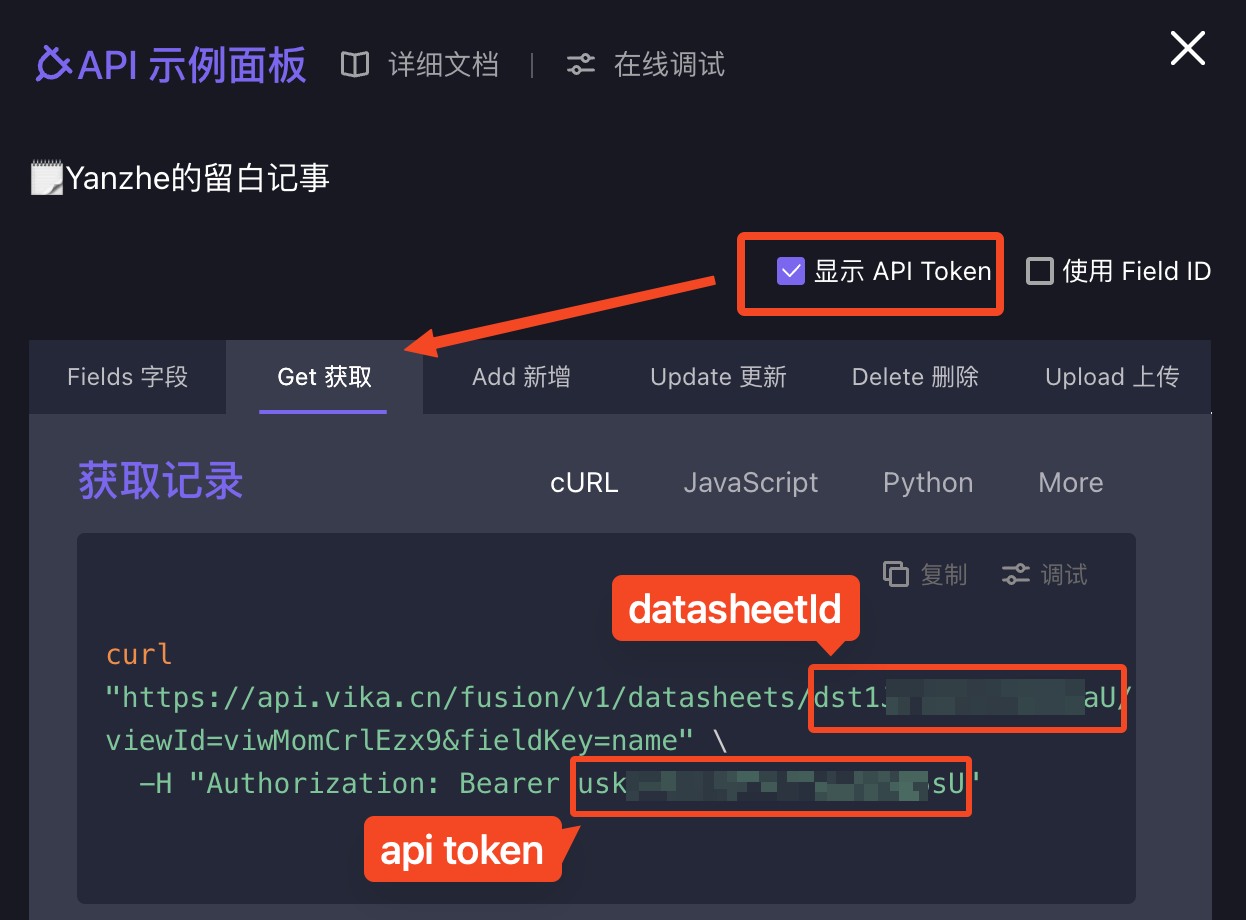 API 示例面板 详细文档 | 在线调试
Yanzhe的留白记事
显示 API Token 使用 Field ID
Fields 字段 Get 获取 Add 新增 Update 更新 Delete 删除 Upload 上传
获取记录 cURL JavaScript Python More
复制 调试
datasheetId
curl
"https://api.vika.cn/fusion/v1/datasheets/dst1 aU/
viewId=viwMomCrlEzx9&fieldKey=name" \
-H "Authorization: Bearer usk sU"
api token